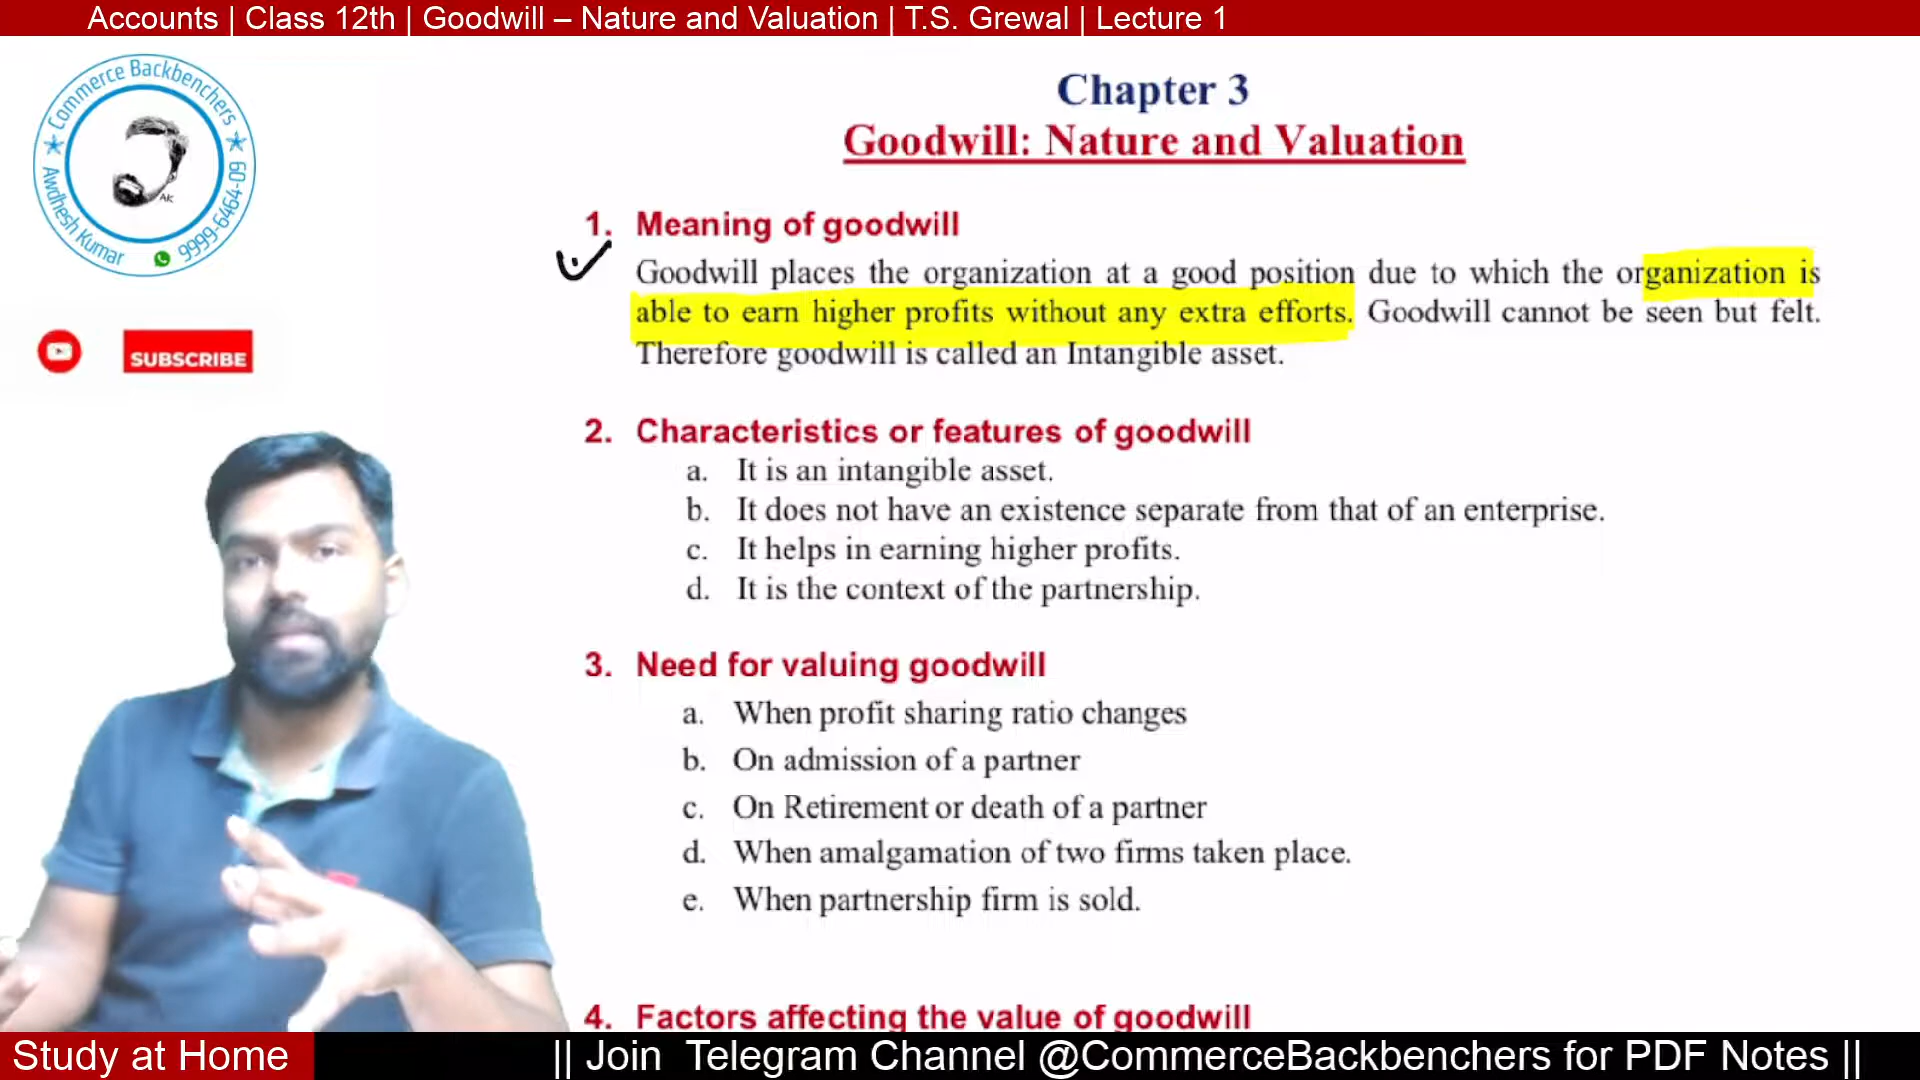 Accounts | Class 12th | Goodwill – Nature and Valuation | T.S. Grewal | Lecture 1
Commerce Backbenchers
Awdhesh Kumar
9999-6464-09
AK
SUBSCRIBE
Chapter 3
Goodwill: Nature and Valuation
1. Meaning of goodwill
Goodwill places the organization at a good position due to which the organization is
able to earn higher profits without any extra efforts. Goodwill cannot be seen but felt.
Therefore goodwill is called an Intangible asset.
2. Characteristics or features of goodwill
a. It is an intangible asset.
b. It does not have an existence separate from that of an enterprise.
c. It helps in earning higher profits.
d. It is the context of the partnership.
3. Need for valuing goodwill
a. When profit sharing ratio changes
b. On admission of a partner
c. On Retirement or death of a partner
d. When amalgamation of two firms taken place.
e. When partnership firm is sold.
4. Factors affecting the value of goodwill
Study at Home
|| Join Telegram Channel @CommerceBackbenchers for PDF Notes ||